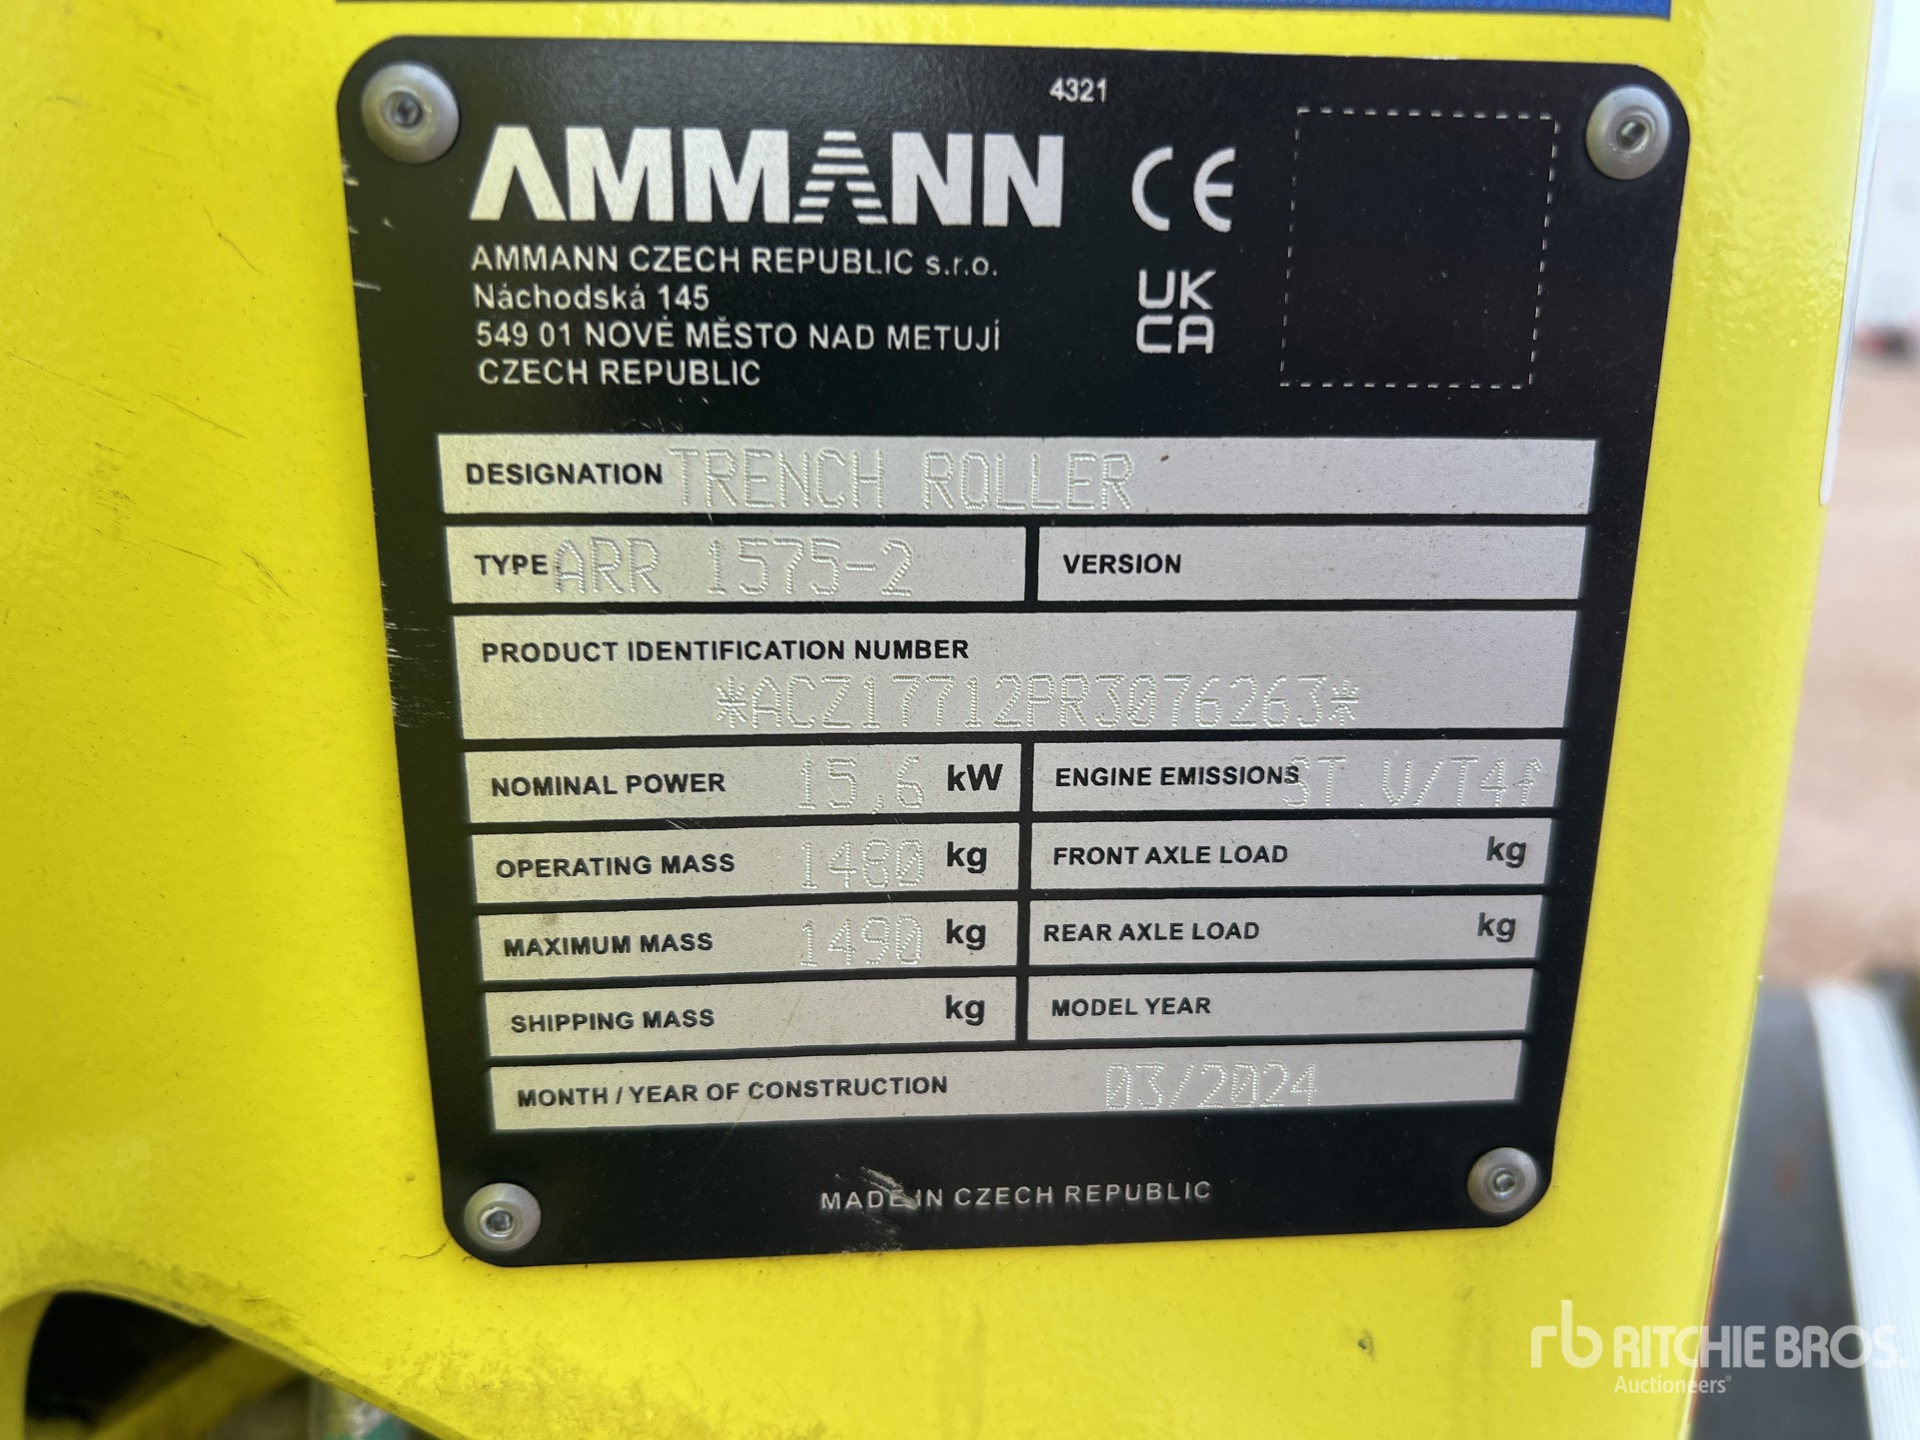 4321
AMMANN CE
AMMANN CZECH REPUBLIC s.r.o.
Náchodská 145
549 01 NOVÉ MĚSTO NAD METUJÍ
CZECH REPUBLIC
UK
CA
DESIGNATION TRENCH ROLLER
TYPE ARR 1575-2 VERSION
PRODUCT IDENTIFICATION NUMBER
*ACZ17712PR3076263*
NOMINAL POWER 15,6 kW ENGINE EMISSIONS ST.V/T4f
OPERATING MASS 1480 kg FRONT AXLE LOAD kg
MAXIMUM MASS 1490 kg REAR AXLE LOAD kg
SHIPPING MASS kg MODEL YEAR
MONTH / YEAR OF CONSTRUCTION 03/2024
MADE IN CZECH REPUBLIC
rb RITCHIE BROS.
Auctioneers®